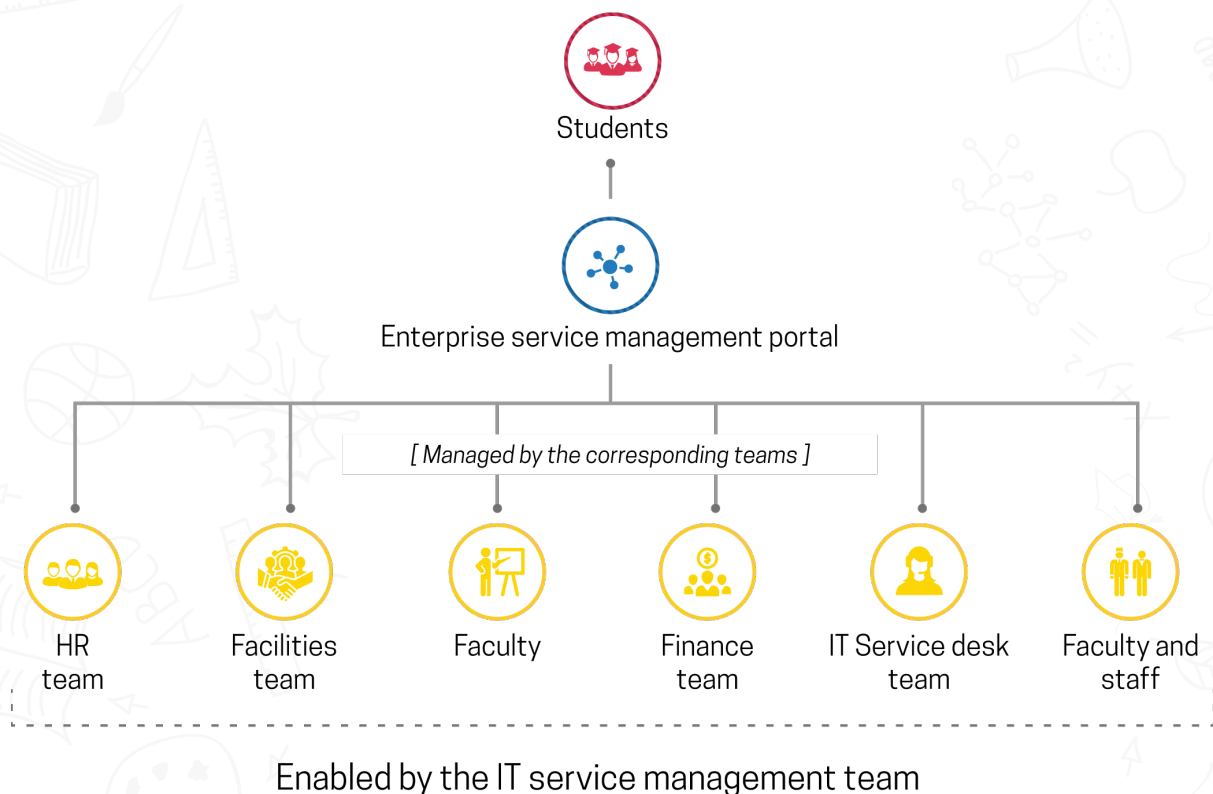 Students
Enterprise service management portal
[ Managed by the corresponding teams ]
HR
team
Facilities
team
Faculty
Finance
team
IT Service desk
team
Faculty and
staff
Enabled by the IT service management team
ABC